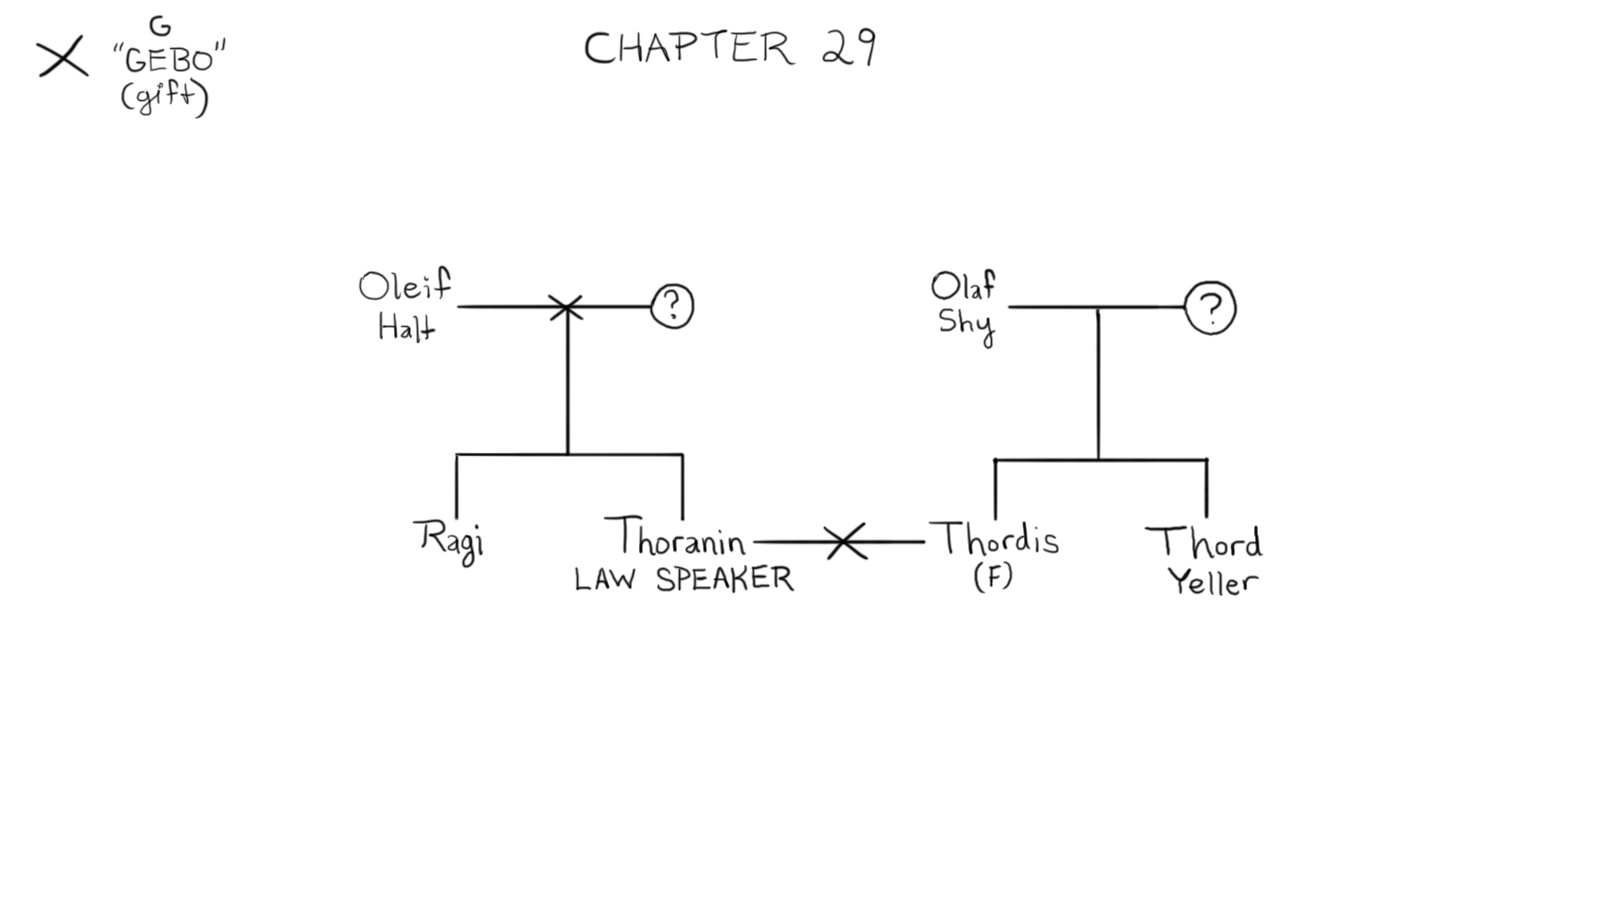 G
"GEBO"
(gift)
CHAPTER 29
Oleif
Halt
?
Olaf
Shy
?
Ragi
Thoranin
LAW SPEAKER
Thordis
(F)
Thord
Yeller